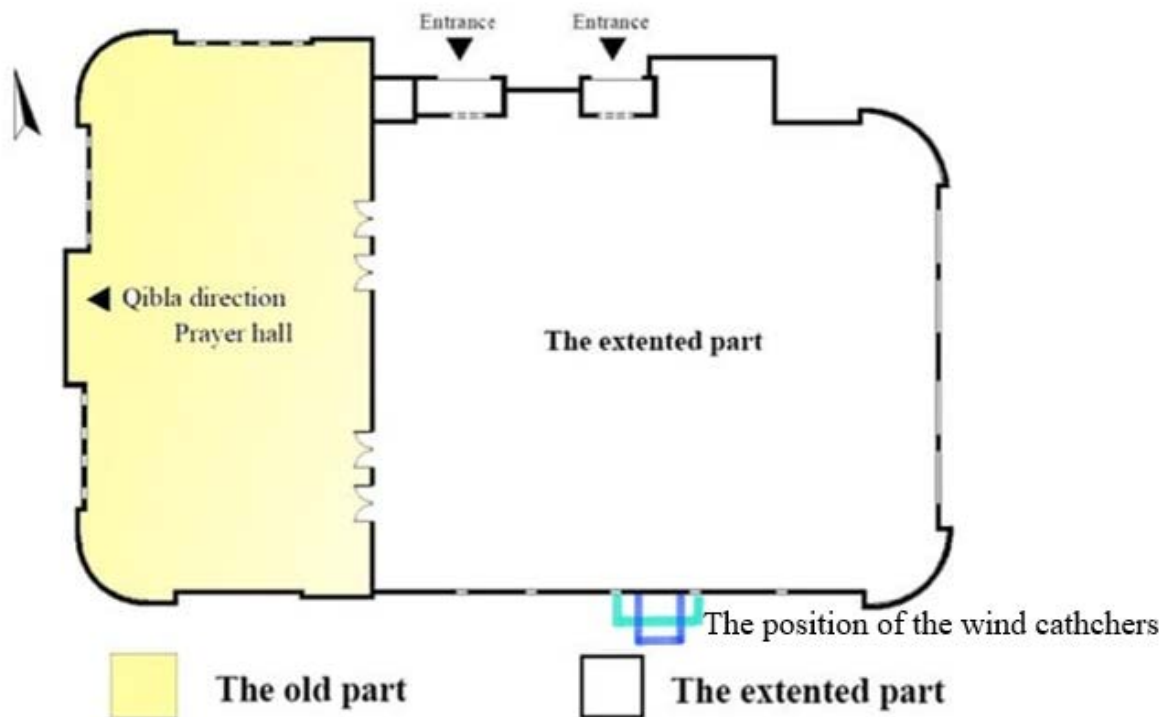 Entrance
Entrance
Qibla direction
Prayer hall
The extented part
The position of the wind cathchers
The old part
The extented part